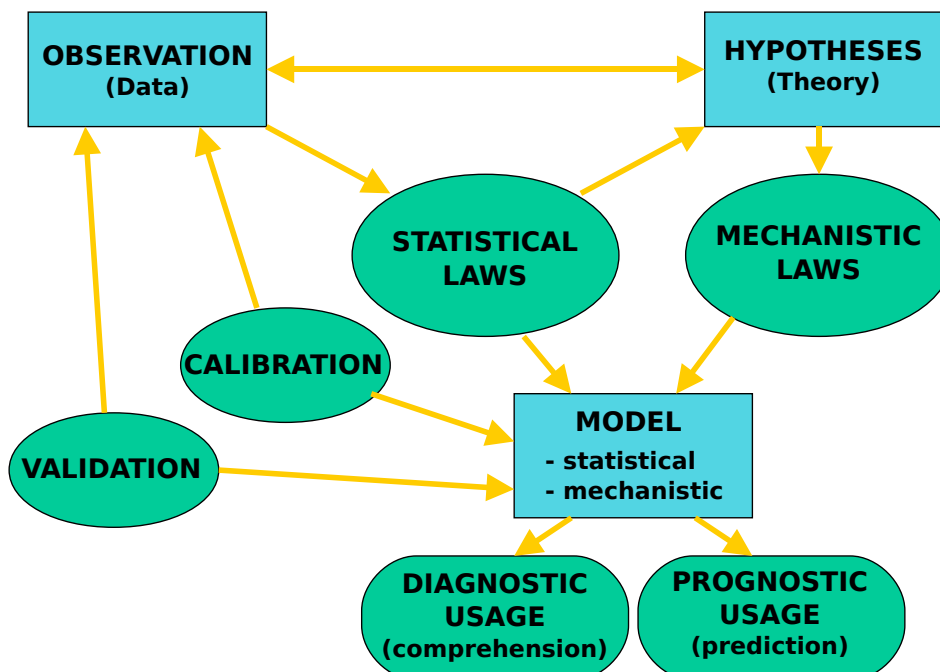 OBSERVATION
(Data)
HYPOTHESES
(Theory)
STATISTICAL
LAWS
MECHANISTIC
LAWS
CALIBRATION
VALIDATION
MODEL
- statistical
- mechanistic
DIAGNOSTIC
USAGE
(comprehension)
PROGNOSTIC
USAGE
(prediction)